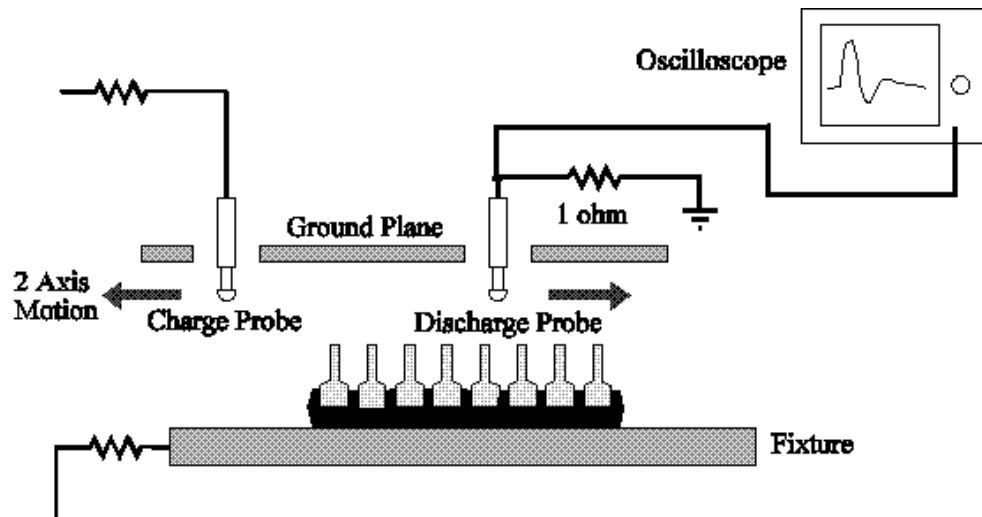 Oscilloscope
1 ohm
Ground Plane
2 Axis
Motion
Charge Probe
Discharge Probe
Fixture